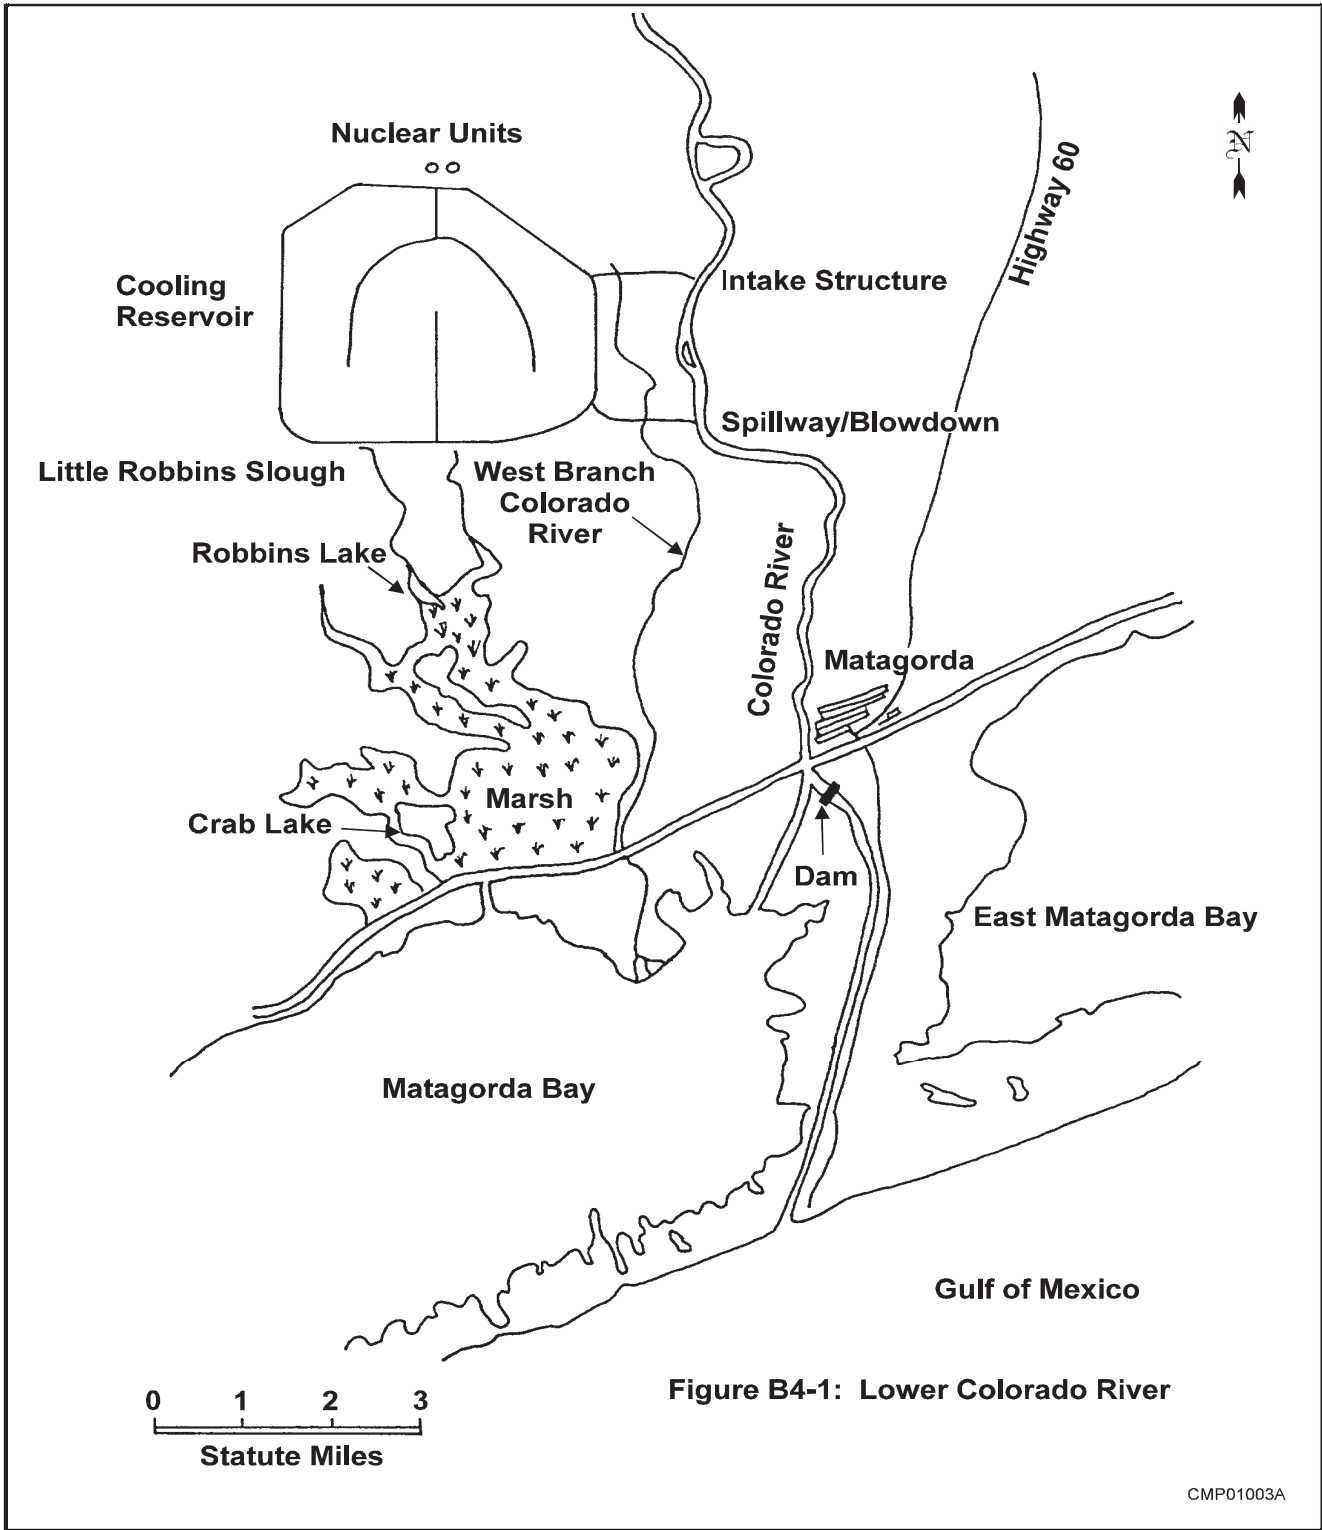 Nuclear Units
N
Highway 60
Cooling
Reservoir
Intake Structure
Spillway/Blowdown
Little Robbins Slough
West Branch
Colorado
River
Robbins Lake
Colorado River
Matagorda
Marsh
Crab Lake
Dam
East Matagorda Bay
Matagorda Bay
Gulf of Mexico
Figure B4-1: Lower Colorado River
0 1 2 3
Statute Miles
CMP01003A